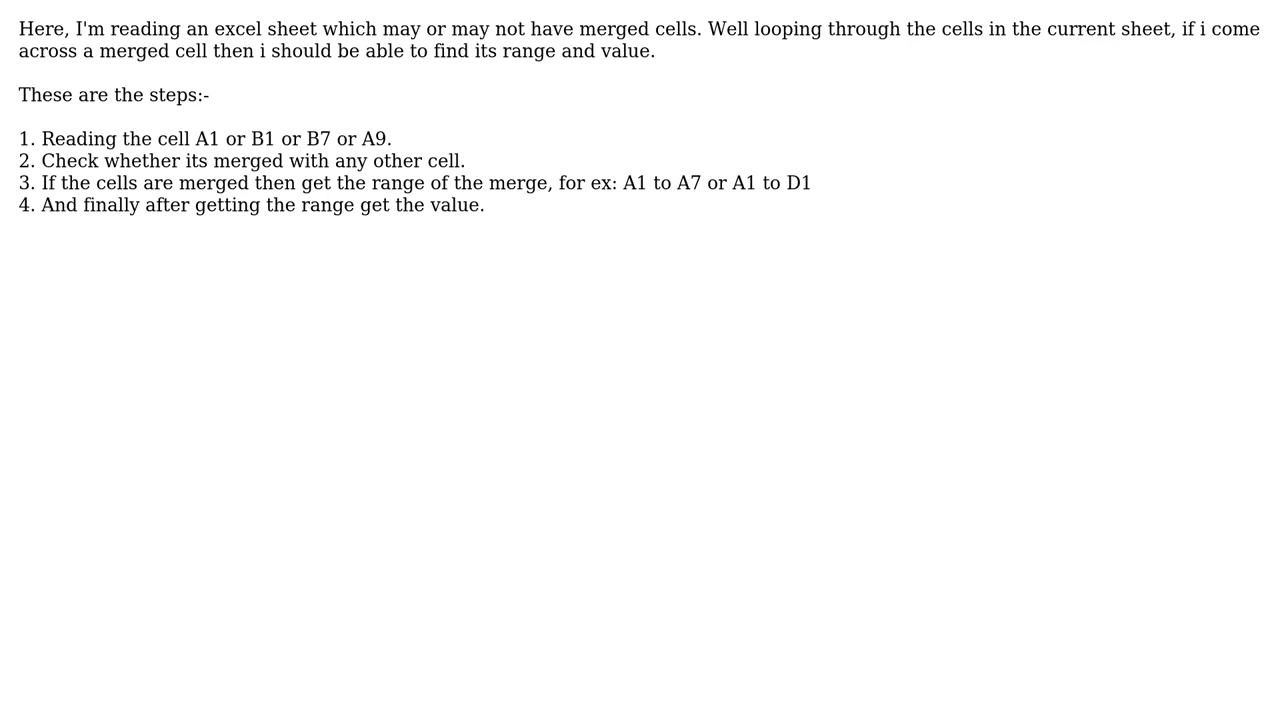 Here, I'm reading an excel sheet which may or may not have merged cells. Well looping through the cells in the current sheet, if i come
across a merged cell then i should be able to find its range and value.
These are the steps:-
1. Reading the cell A1 or B1 or B7 or A9.
2. Check whether its merged with any other cell.
3. If the cells are merged then get the range of the merge, for ex: A1 to A7 or A1 to D1
4. And finally after getting the range get the value.